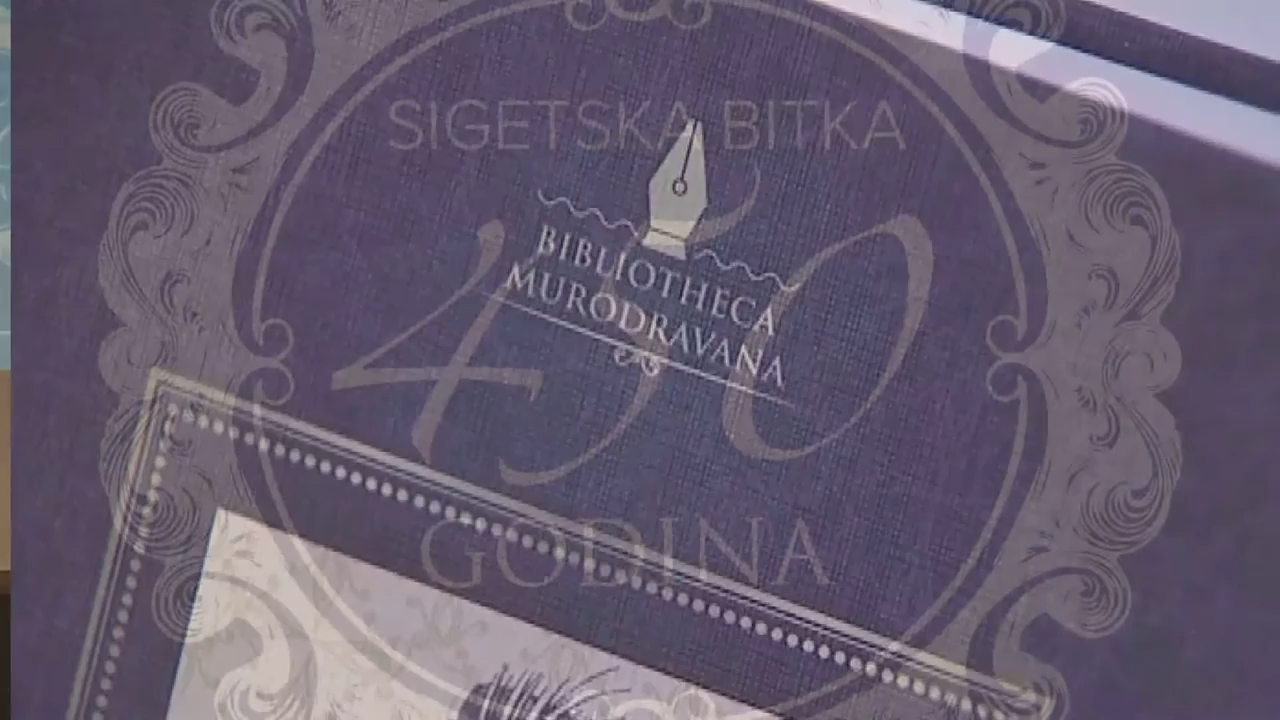 SIGETSKA BITKA
450
GODINA
BIBLIOTHECA
MURODRAVANA